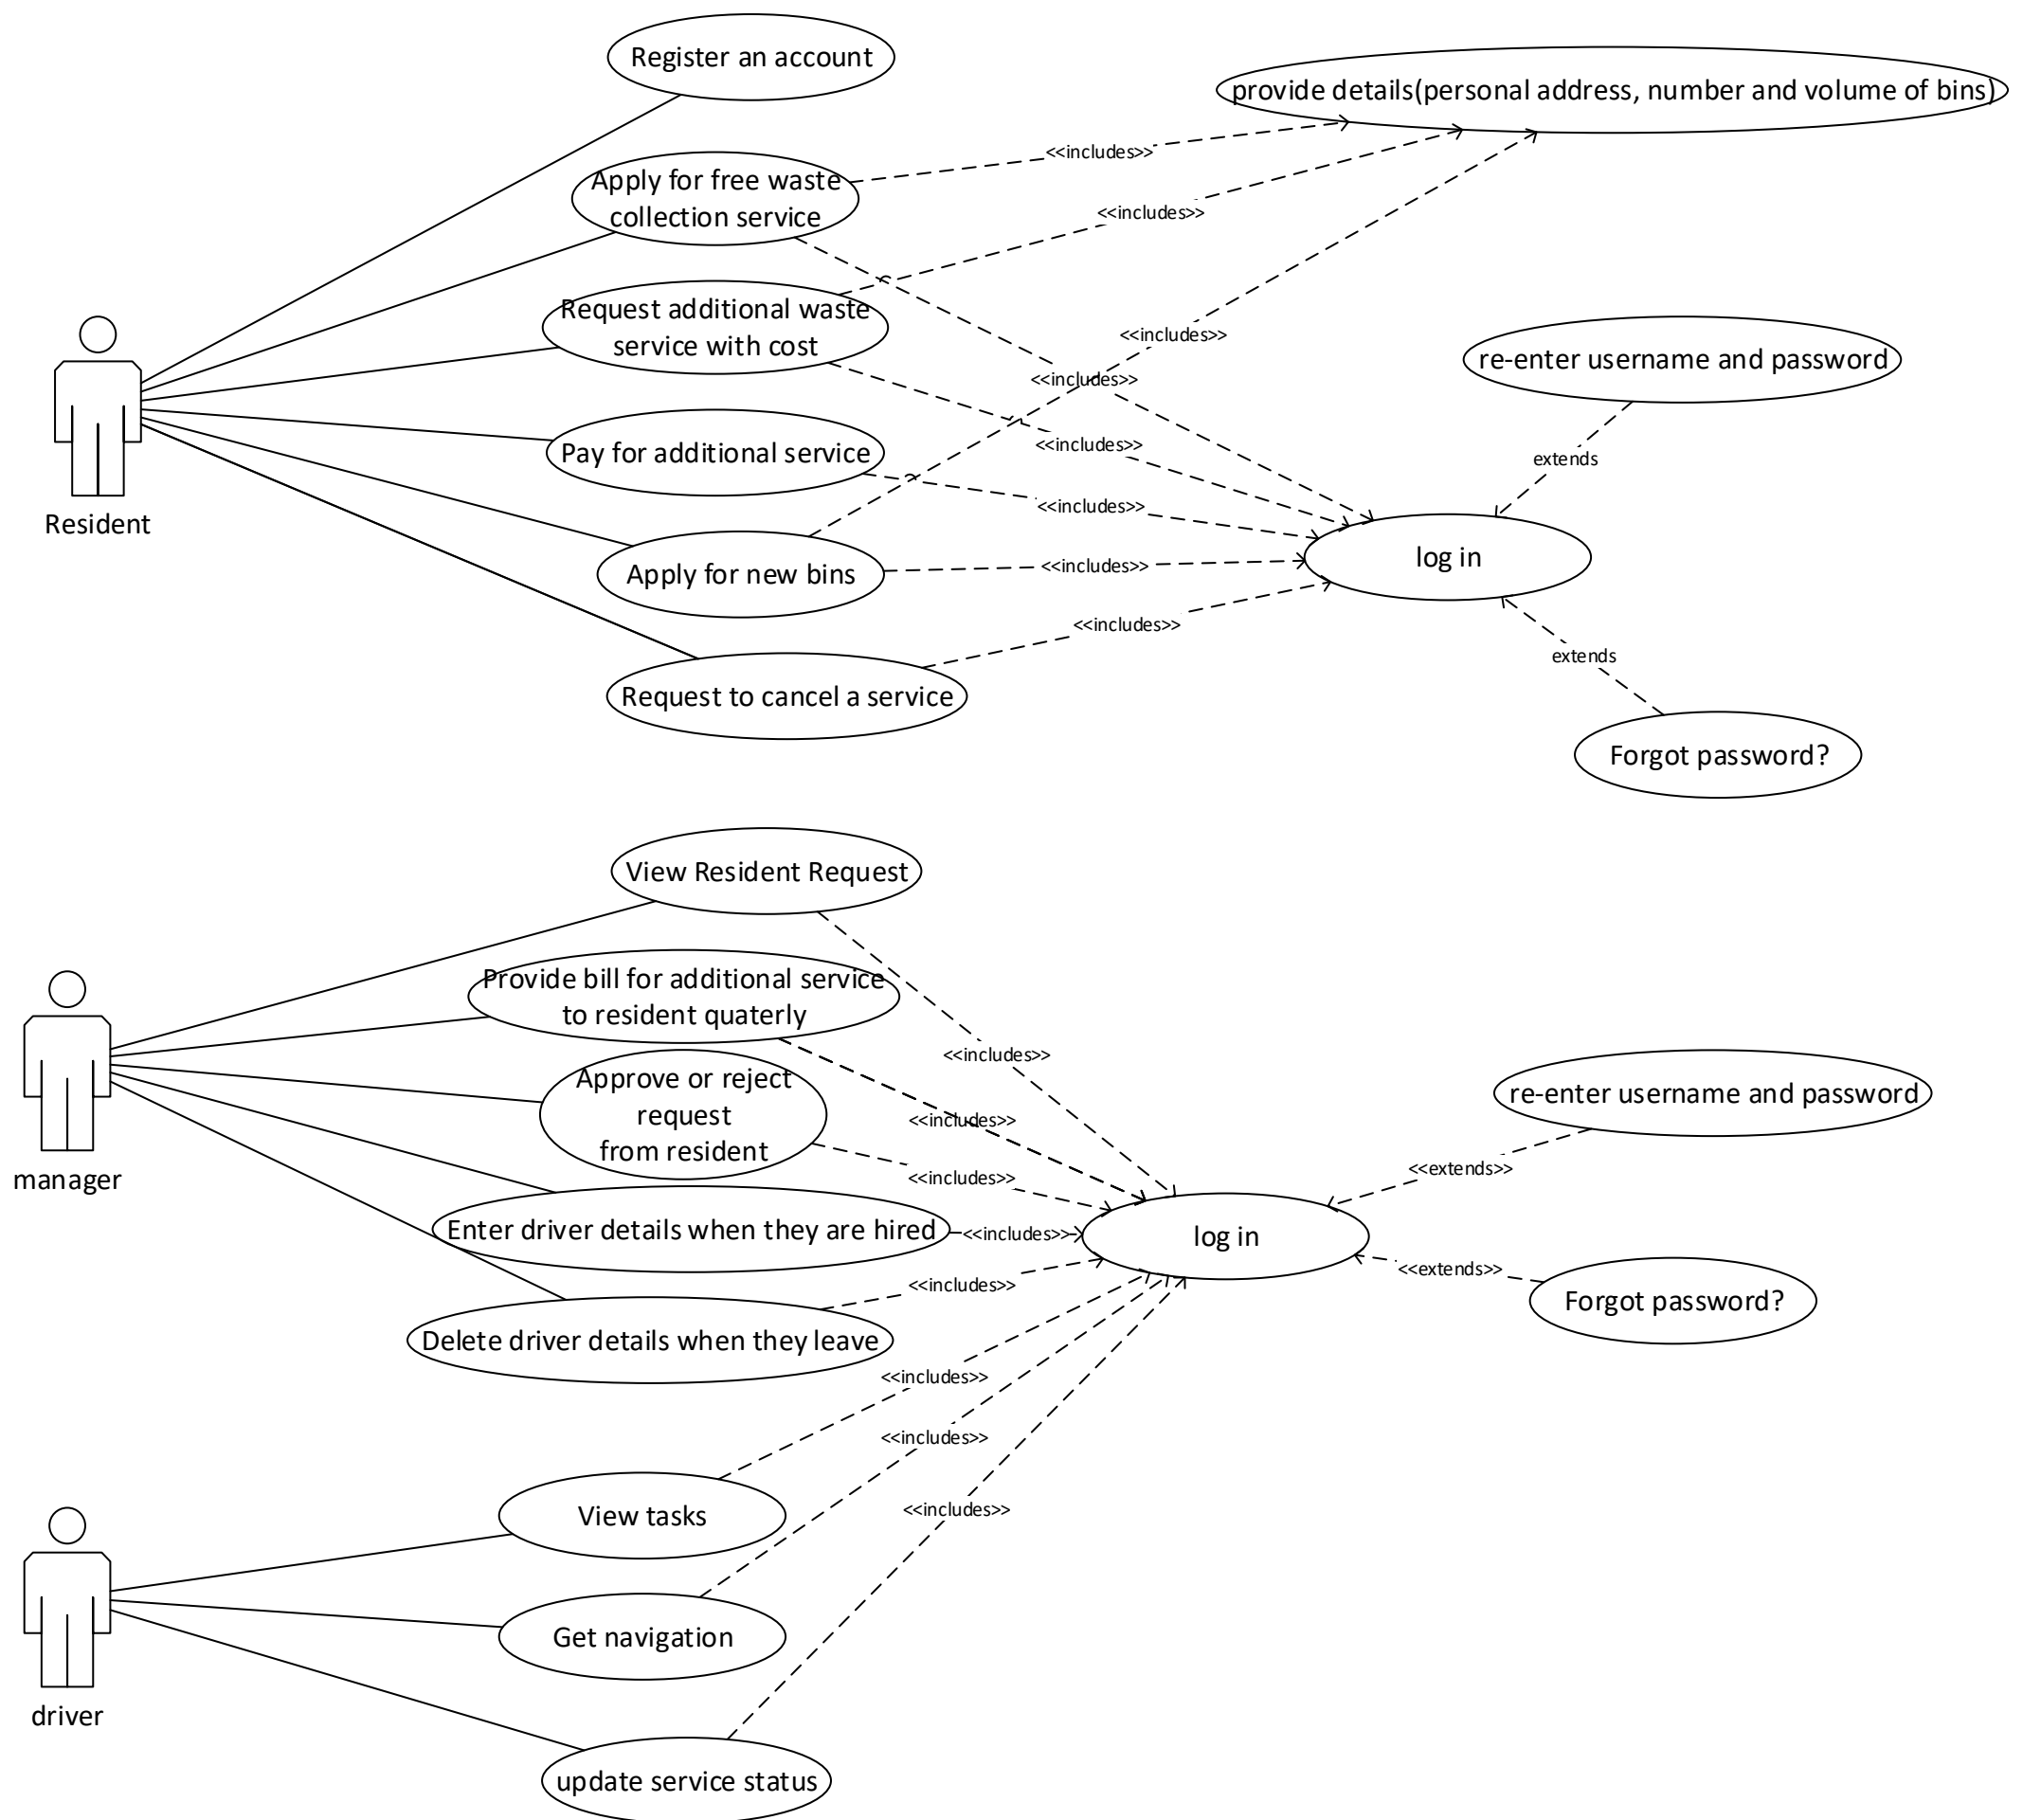 Register an account
provide details(personal address, number and volume of bins)
<<includes>>
Apply for free waste
collection service
<<includes>>
Request additional waste
service with cost
<<includes>>
re-enter username and password
<<includes>>
<<includes>>
Pay for additional service
extends
<<includes>>
Resident
log in
Apply for new bins
<<includes>>
<<includes>>
extends
Request to cancel a service
Forgot password?
View Resident Request
Provide bill for additional service
to resident quaterly
<<includes>>
Approve or reject
request
from resident
re-enter username and password
<<includes>>
manager
<<includes>>
<<extends>>
Enter driver details when they are hired
<<includes>>
log in
<<includes>>
<<extends>>
Forgot password?
Delete driver details when they leave
<<includes>>
<<includes>>
View tasks
<<includes>>
Get navigation
driver
update service status